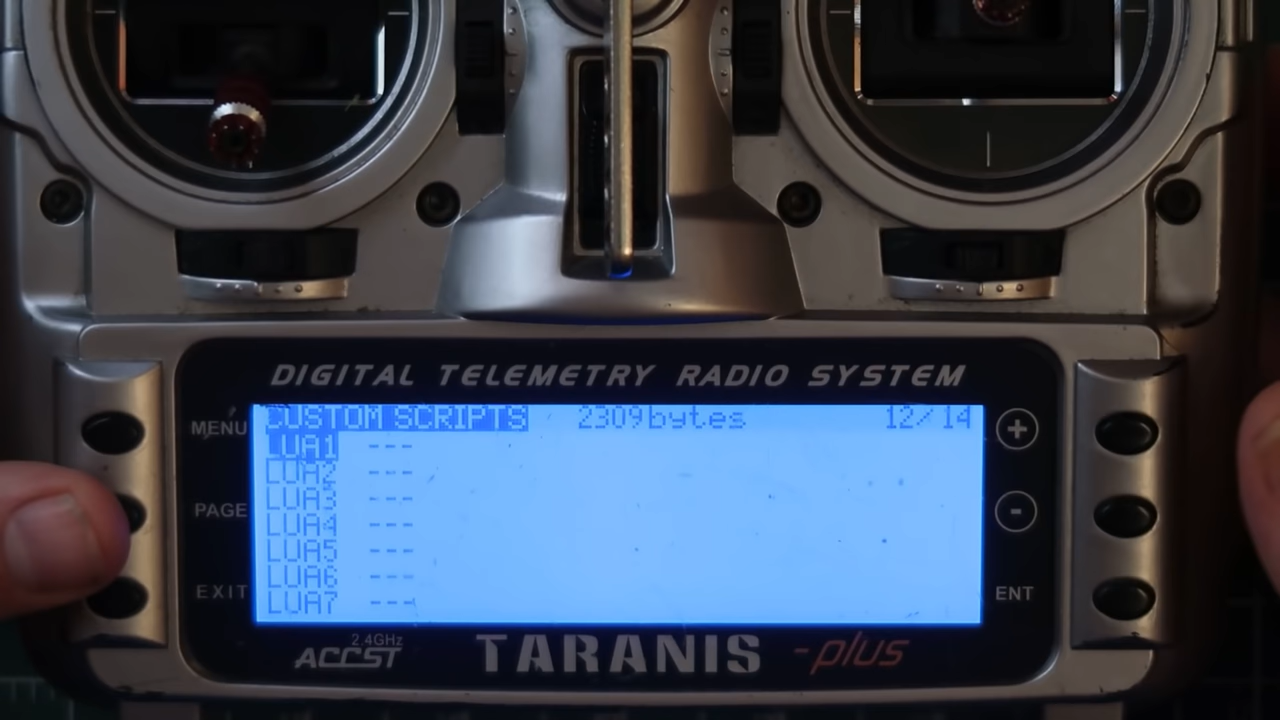 DIGITAL TELEMETRY RADIO SYSTEM
MENU
PAGE
EXIT
CUSTOM SCRIPTS 2309bytes 12/14
LUA1 ---
LUA2 ---
LUA3 ---
LUA4 ---
LUA5 ---
LUA6 ---
LUA7 ---
+
-
ENT
2.4GHz
ACCST
TARANIS -plus